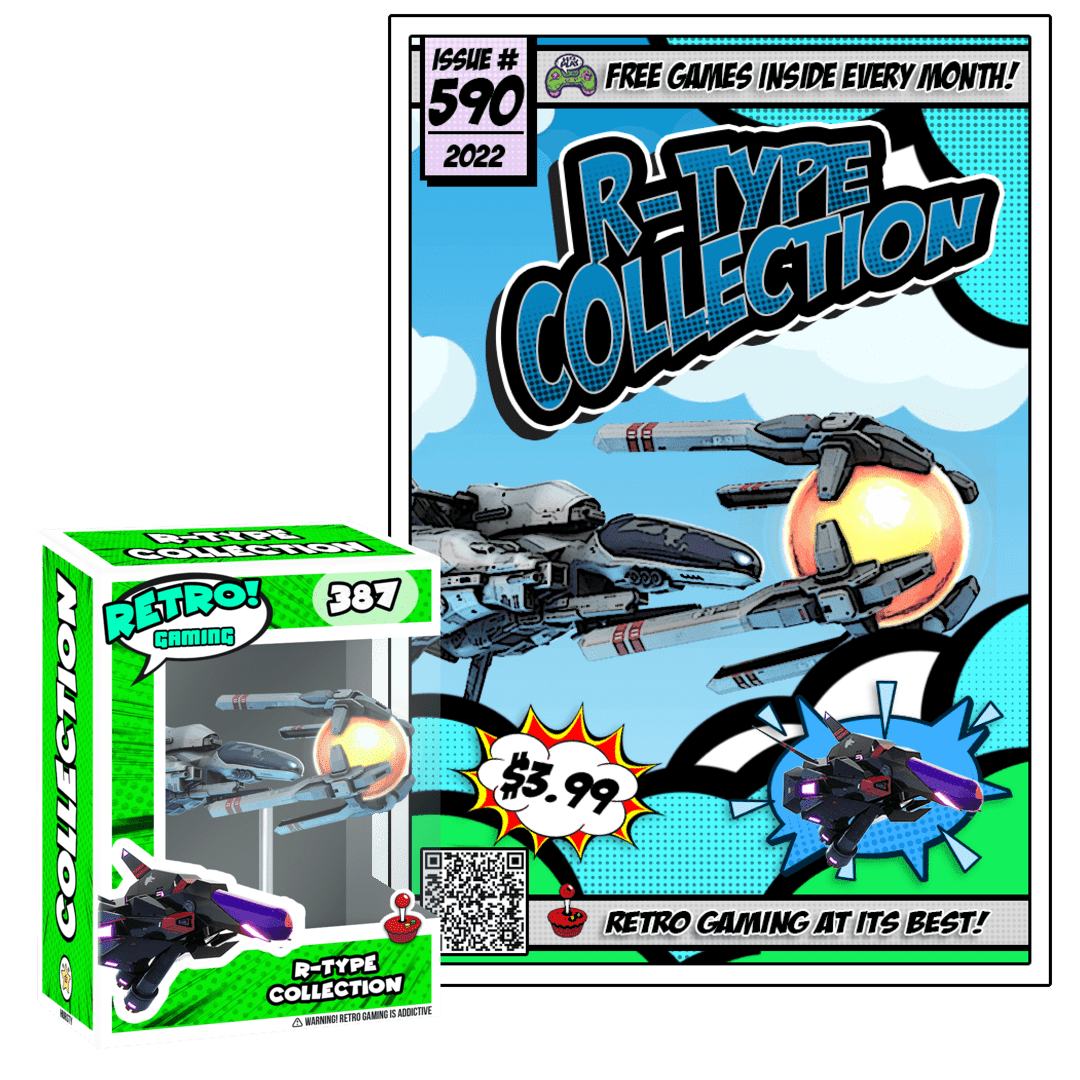 ISSUE #
590
2022
FREE GAMES INSIDE EVERY MONTH!
R-TYPE
COLLECTION
$3.99
RETRO GAMING AT ITS BEST!
R-TYPE
COLLECTION
RETRO!
GAMING
387
COLLECTION
R-TYPE
COLLECTION
WARNING! RETRO GAMING IS ADDICTIVE